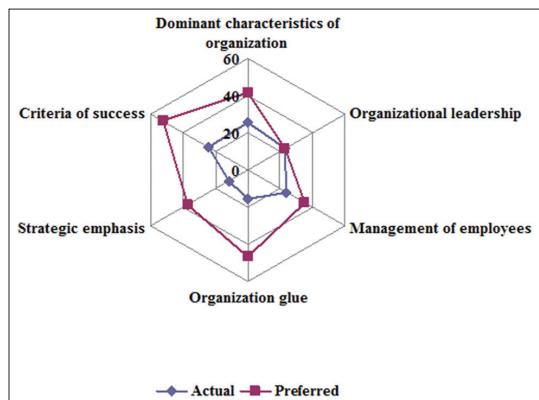 Dominant characteristics of
organization
60
40
20
0
Criteria of success
Organizational leadership
Strategic emphasis
Management of employees
Organization glue
Actual
Preferred